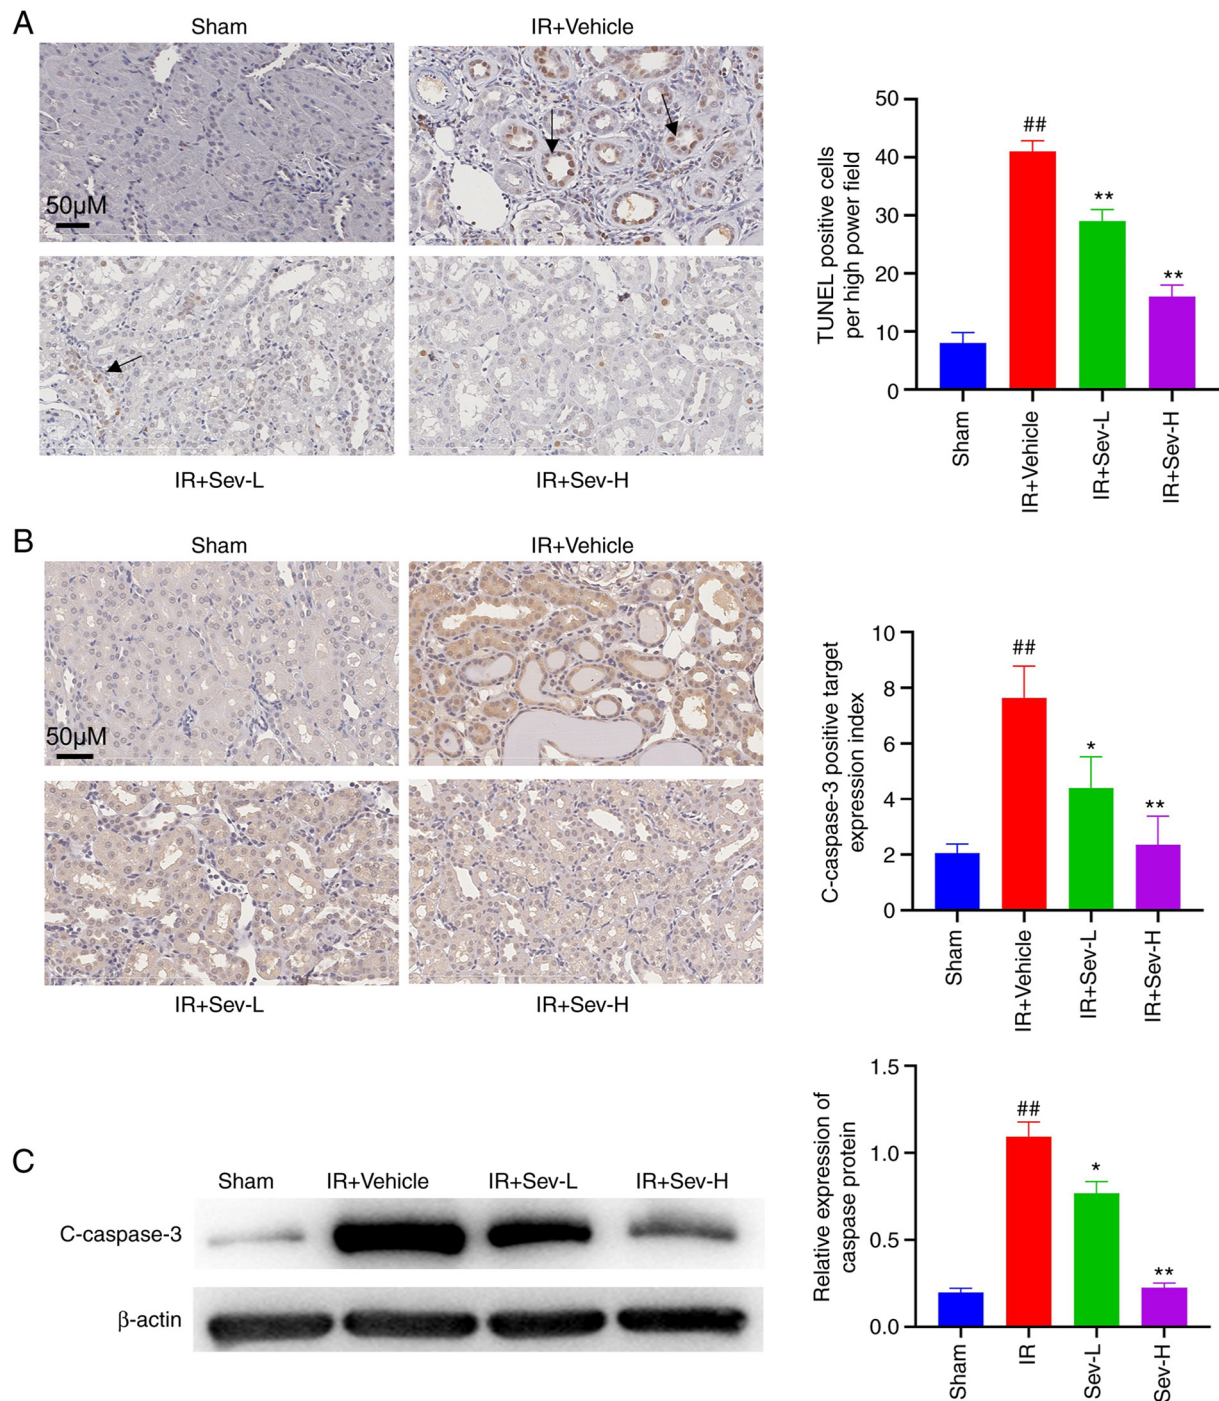 A
Sham
IR+Vehicle
50µM
IR+Sev-L
IR+Sev-H
TUNEL positive cells
per high power field
50
40
30
20
10
0
##
**
**
Sham
IR+Vehicle
IR+Sev-L
IR+Sev-H
B
Sham
IR+Vehicle
50µM
IR+Sev-L
IR+Sev-H
C-caspase-3 positive target
expression index
10
8
6
4
2
0
##
*
**
Sham
IR+Vehicle
IR+Sev-L
IR+Sev-H
C
Sham
IR+Vehicle
IR+Sev-L
IR+Sev-H
C-caspase-3
β-actin
Relative expression of
caspase protein
1.5
1.0
0.5
0.0
##
*
**
Sham
IR
Sev-L
Sev-H